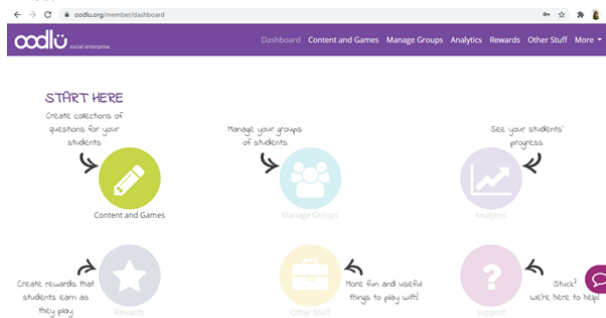 oodlu.org/member/dashboard
oodlü social enterprise
Dashboard Content and Games Manage Groups Analytics Rewards Other Stuff More
START HERE
Create collections of
questions for your
students
Manage your groups
of students
See your students'
progress
Content and Games
Manage Groups
Analytics
Create rewards that
students earn as
they play
Rewards
More fun and useful
things to play with!
Other Stuff
?
Stuck?
We're here to help!
Support